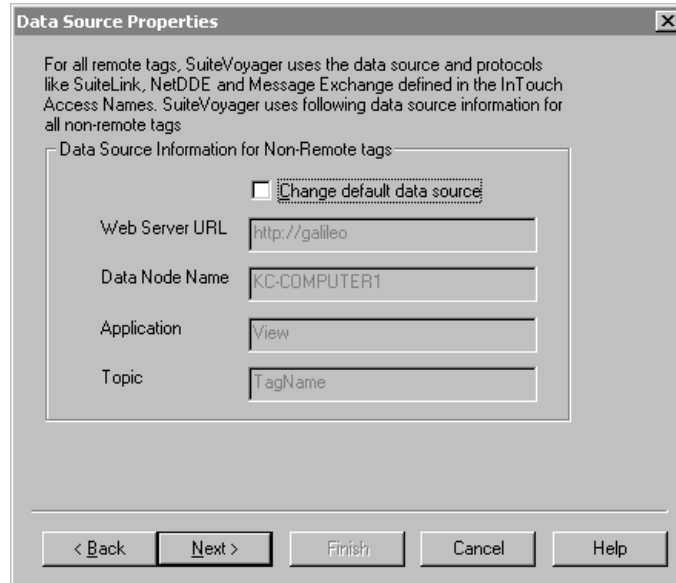 Data Source Properties
For all remote tags, SuiteVoyager uses the data source and protocols
like SuiteLink, NetDDE and Message Exchange defined in the InTouch
Access Names. SuiteVoyager uses following data source information for
all non-remote tags
Data Source Information for Non-Remote tags
Change default data source
Web Server URL
http://galileo
Data Node Name
KC-COMPUTER1
Application
View
Topic
TagName
< Back
Next >
Finish
Cancel
Help